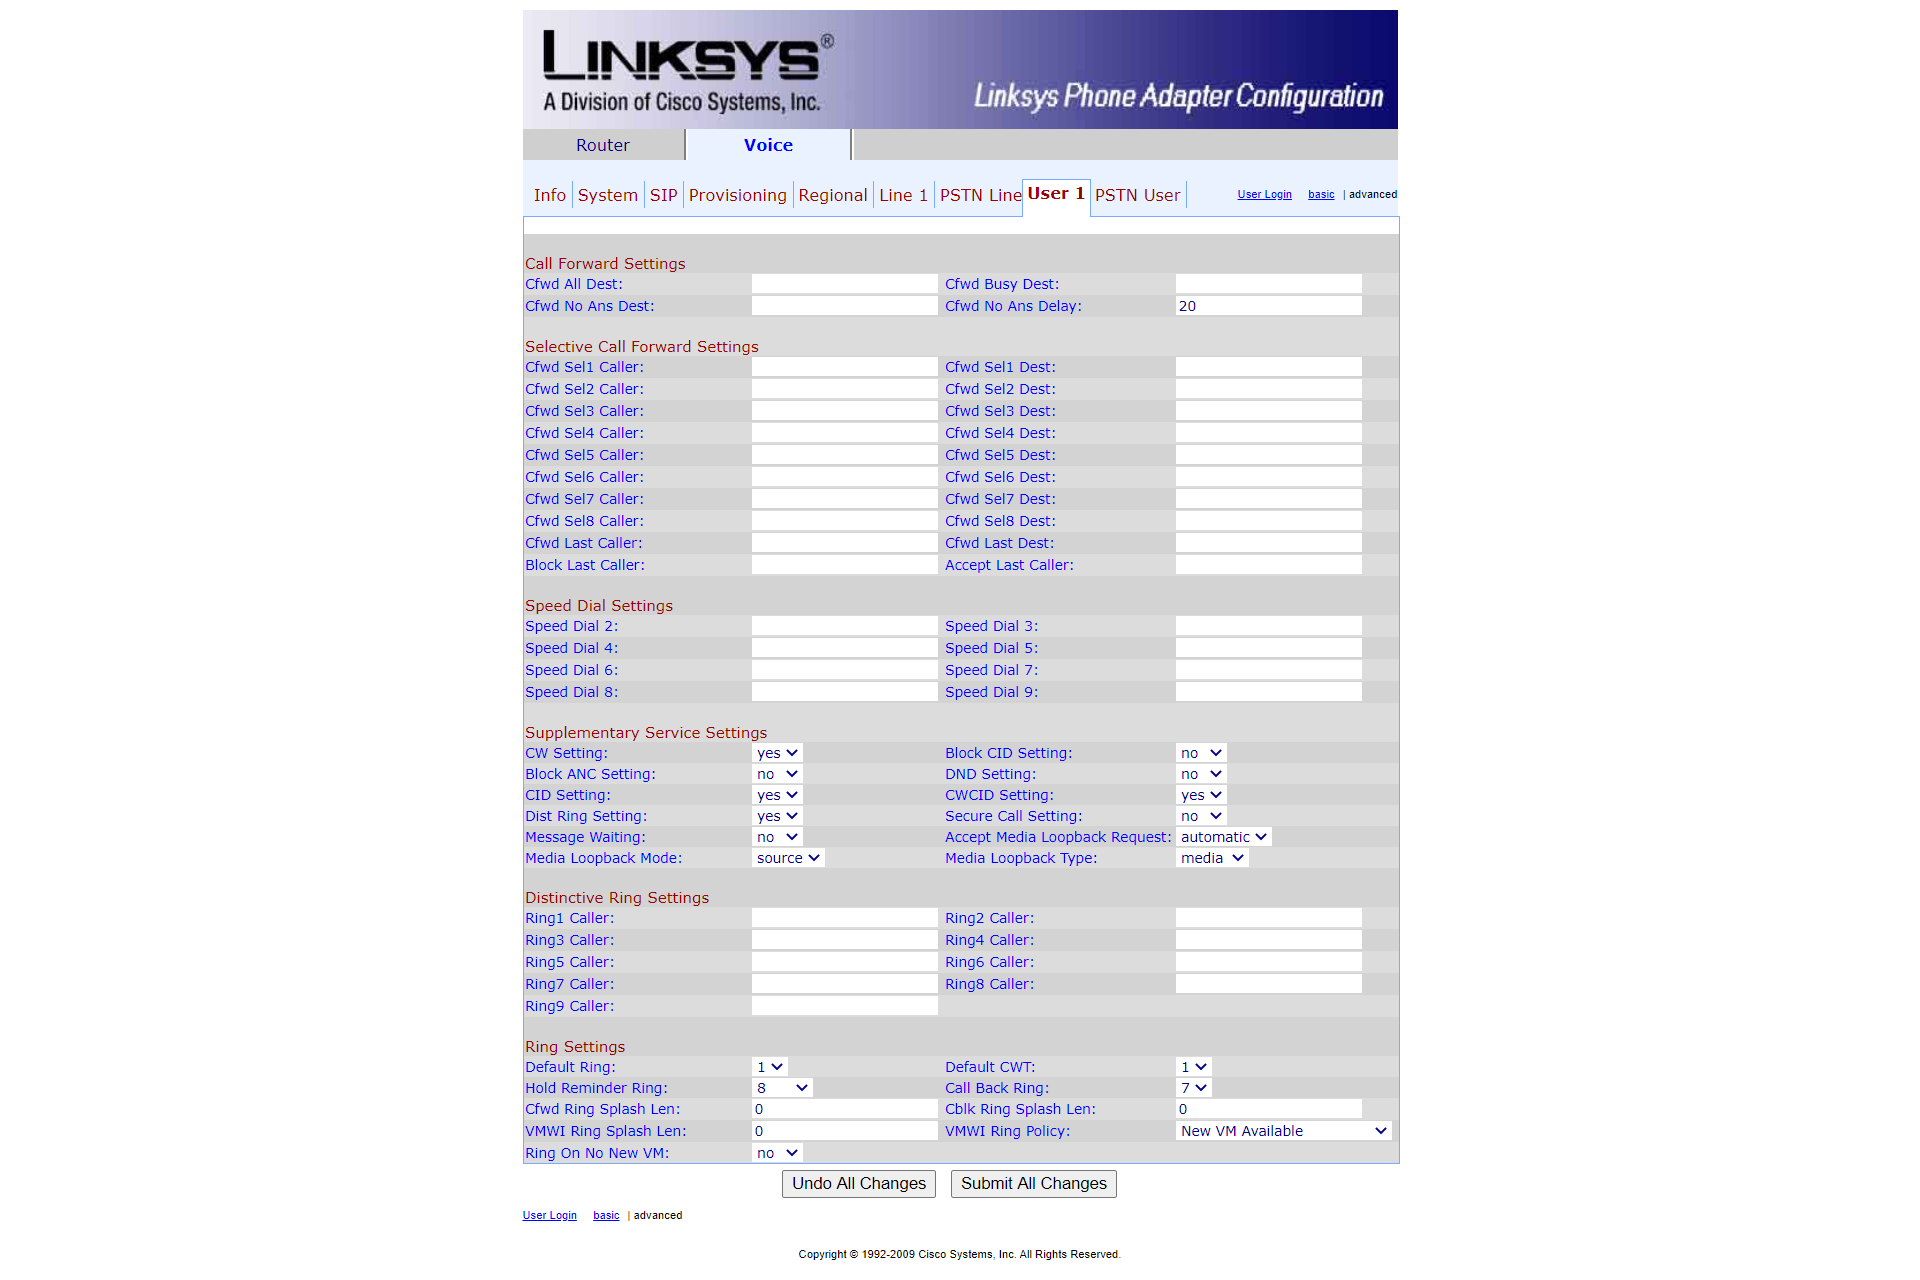 LINKSYS®
A Division of Cisco Systems, Inc.
Linksys Phone Adapter Configuration
Router Voice
Info System SIP Provisioning Regional Line 1 PSTN Line User 1 PSTN User User Login basic | advanced
Call Forward Settings
Cfwd All Dest: Cfwd Busy Dest:
Cfwd No Ans Dest: Cfwd No Ans Delay: 20
Selective Call Forward Settings
Cfwd Sel1 Caller: Cfwd Sel1 Dest:
Cfwd Sel2 Caller: Cfwd Sel2 Dest:
Cfwd Sel3 Caller: Cfwd Sel3 Dest:
Cfwd Sel4 Caller: Cfwd Sel4 Dest:
Cfwd Sel5 Caller: Cfwd Sel5 Dest:
Cfwd Sel6 Caller: Cfwd Sel6 Dest:
Cfwd Sel7 Caller: Cfwd Sel7 Dest:
Cfwd Sel8 Caller: Cfwd Sel8 Dest:
Cfwd Last Caller: Cfwd Last Dest:
Block Last Caller: Accept Last Caller:
Speed Dial Settings
Speed Dial 2: Speed Dial 3:
Speed Dial 4: Speed Dial 5:
Speed Dial 6: Speed Dial 7:
Speed Dial 8: Speed Dial 9:
Supplementary Service Settings
CW Setting: yes Block CID Setting: no
Block ANC Setting: no DND Setting: no
CID Setting: yes CWCID Setting: yes
Dist Ring Setting: yes Secure Call Setting: no
Message Waiting: no Accept Media Loopback Request: automatic
Media Loopback Mode: source Media Loopback Type: media
Distinctive Ring Settings
Ring1 Caller: Ring2 Caller:
Ring3 Caller: Ring4 Caller:
Ring5 Caller: Ring6 Caller:
Ring7 Caller: Ring8 Caller:
Ring9 Caller:
Ring Settings
Default Ring: 1 Default CWT: 1
Hold Reminder Ring: 8 Call Back Ring: 7
Cfwd Ring Splash Len: 0 Cblk Ring Splash Len: 0
VMWI Ring Splash Len: 0 VMWI Ring Policy: New VM Available
Ring On No New VM: no
Undo All Changes Submit All Changes
User Login basic | advanced
Copyright © 1992-2009 Cisco Systems, Inc. All Rights Reserved.